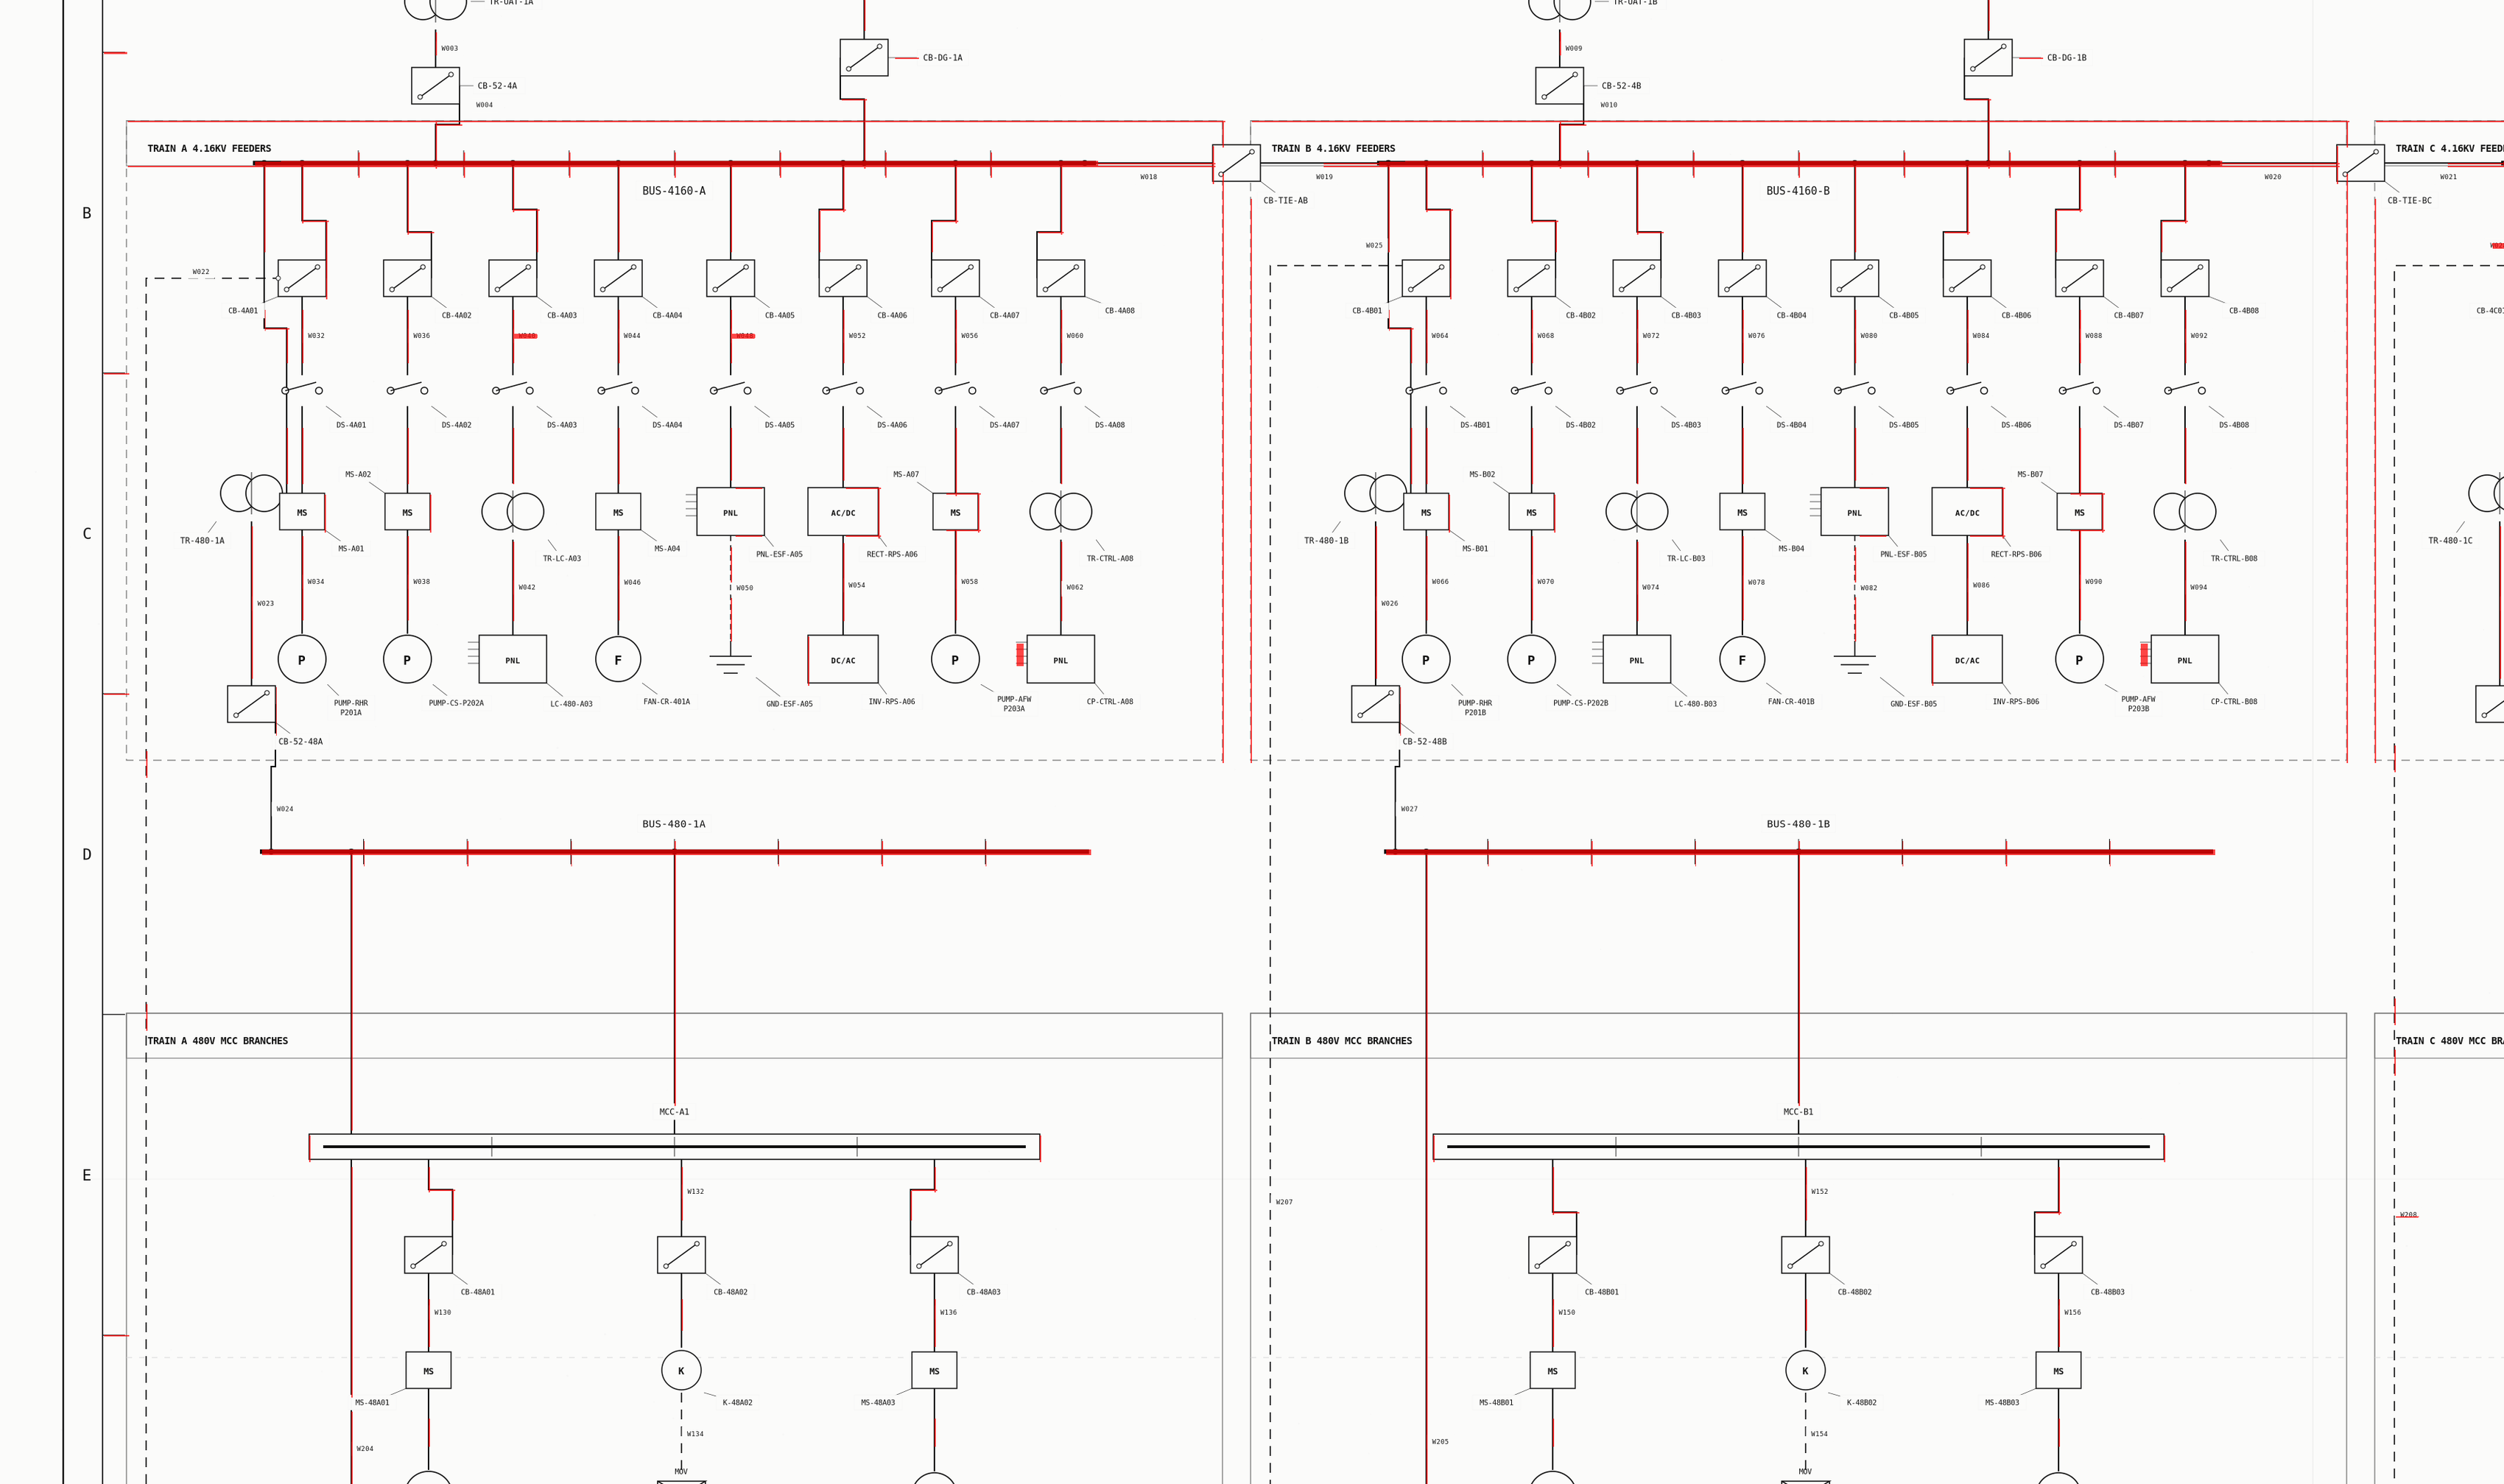 TR-UAT-1A
TR-UAT-1B
W003
CB-DG-1A
W009
CB-DG-1B
CB-52-4A
CB-52-4B
W004
W010
TRAIN A 4.16KV FEEDERS
TRAIN B 4.16KV FEEDERS
TRAIN C 4.16KV FEED
W018
W019
W020
W021
BUS-4160-A
BUS-4160-B
CB-TIE-AB
CB-TIE-BC
B
W022
W025
CB-4A01
CB-4A02
CB-4A03
CB-4A04
CB-4A05
CB-4A06
CB-4A07
CB-4A08
CB-4B01
CB-4B02
CB-4B03
CB-4B04
CB-4B05
CB-4B06
CB-4B07
CB-4B08
CB-4C01
W032
W036
W040
W044
W048
W052
W056
W060
W064
W068
W072
W076
W080
W084
W088
W092
DS-4A01
DS-4A02
DS-4A03
DS-4A04
DS-4A05
DS-4A06
DS-4A07
DS-4A08
DS-4B01
DS-4B02
DS-4B03
DS-4B04
DS-4B05
DS-4B06
DS-4B07
DS-4B08
MS-A02
MS-A07
MS-B02
MS-B07
C
MS
MS
MS
PNL
AC/DC
MS
MS
MS
MS
PNL
AC/DC
MS
TR-480-1A
MS-A01
TR-LC-A03
MS-A04
PNL-ESF-A05
RECT-RPS-A06
TR-CTRL-A08
TR-480-1B
MS-B01
TR-LC-B03
MS-B04
PNL-ESF-B05
RECT-RPS-B06
TR-CTRL-B08
TR-480-1C
W023
W034
W038
W042
W046
W050
W054
W058
W062
W026
W066
W070
W074
W078
W082
W086
W090
W094
P
P
PNL
F
DC/AC
P
PNL
P
P
PNL
F
DC/AC
P
PNL
PUMP-RHR
P201A
PUMP-CS-P202A
LC-480-A03
FAN-CR-401A
GND-ESF-A05
INV-RPS-A06
PUMP-AFW
P203A
CP-CTRL-A08
PUMP-RHR
P201B
PUMP-CS-P202B
LC-480-B03
FAN-CR-401B
GND-ESF-B05
INV-RPS-B06
PUMP-AFW
P203B
CP-CTRL-B08
CB-52-48A
CB-52-48B
W024
W027
BUS-480-1A
BUS-480-1B
D
TRAIN A 480V MCC BRANCHES
TRAIN B 480V MCC BRANCHES
TRAIN C 480V MCC BRA
MCC-A1
MCC-B1
E
W132
W152
W207
W208
CB-48A01
CB-48A02
CB-48A03
CB-48B01
CB-48B02
CB-48B03
W130
W136
W150
W156
MS
K
MS
MS
K
MS
MS-48A01
K-48A02
MS-48A03
MS-48B01
K-48B02
MS-48B03
W204
W134
W205
W154
MOV
MOV